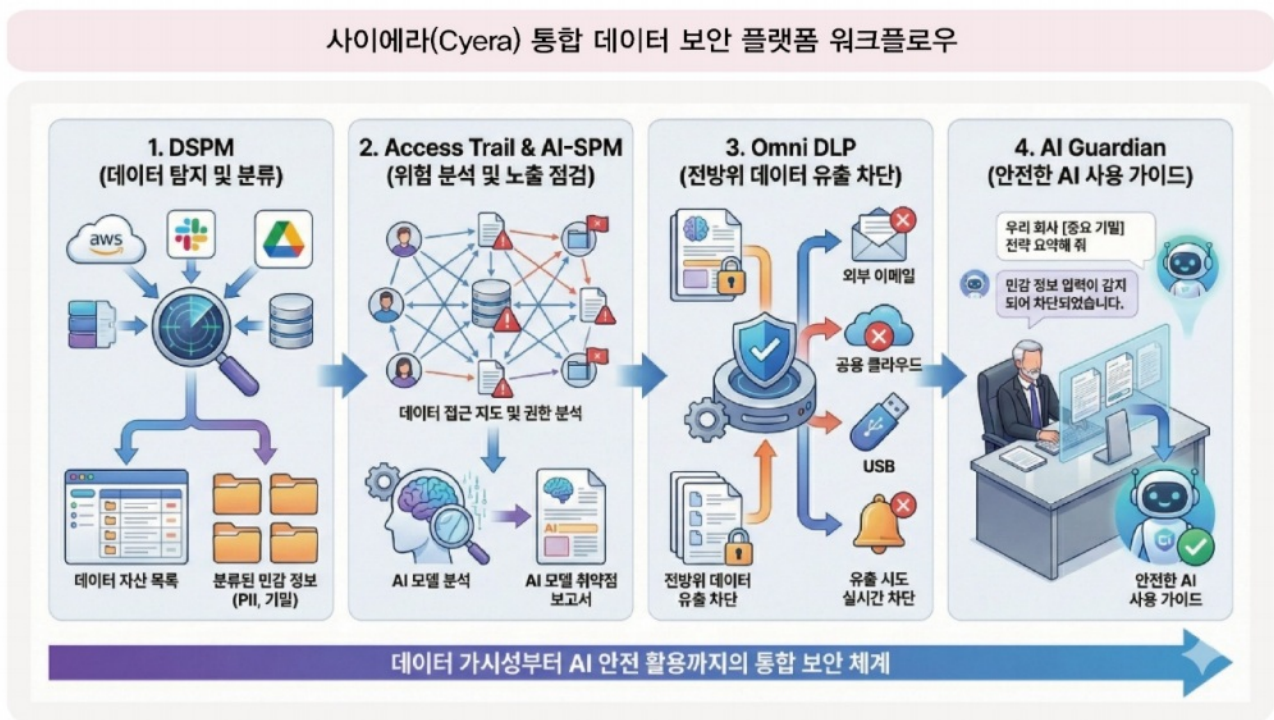 사이에라(Cyera) 통합 데이터 보안 플랫폼 워크플로우
1. DSPM
(데이터 탐지 및 분류)
aws
데이터 자산 목록
분류된 민감 정보
(PII, 기밀)
2. Access Trail & AI-SPM
(위험 분석 및 노출 점검)
데이터 접근 지도 및 권한 분석
AI
AI 모델 분석
AI 모델 취약점
보고서
3. Omni DLP
(전방위 데이터 유출 차단)
외부 이메일
공용 클라우드
USB
전방위 데이터
유출 차단
유출 시도
실시간 차단
4. AI Guardian
(안전한 AI 사용 가이드)
우리 회사 [중요 기밀]
전략 요약해 줘
민감 정보 입력이 감지
되어 차단되었습니다.
안전한 AI
사용 가이드
데이터 가시성부터 AI 안전 활용까지의 통합 보안 체계